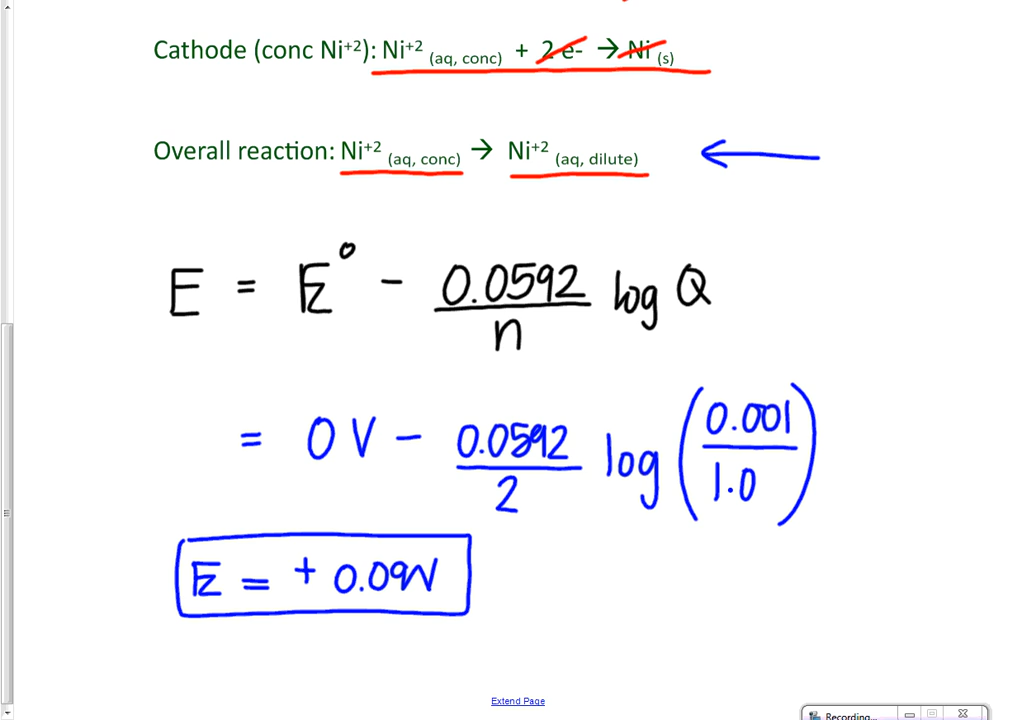 Cathode (conc Ni+2): Ni+2 (aq, conc) + 2 e- → Ni (s)
Overall reaction: Ni+2 (aq, conc) → Ni+2 (aq, dilute)
E = E° - 0.0592/n log Q
= 0 V - 0.0592/2 log (0.001/1.0)
E = + 0.09V
Extend Page
Recording...